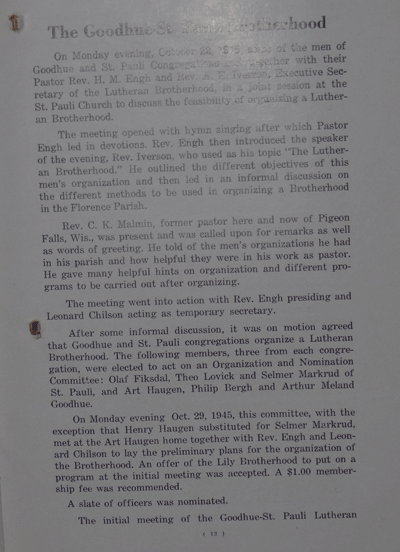 The Goodhue-St. Pauli Brotherhood
On Monday evening, October 22, of the men of
Goodhue and St. Pauli Congregations met together with their
Pastor Rev. H. M. Engh and Rev. Iverson, Executive Sec-
retary of the Lutheran Brotherhood, in a joint session at the
St. Pauli Church to discuss the feasibility of organizing a Luther-
an Brotherhood.
The meeting opened with hymn singing after which Pastor
Engh led in devotions. Rev. Engh then introduced the speaker
of the evening, Rev. Iverson, who used as his topic "The Luther-
an Brotherhood." He outlined the different objectives of this
men's organization and then led in an informal discussion on
the different methods to be used in organizing a Brotherhood
in the Florence Parish.
Rev. C. K. Malmin, former pastor here and now of Pigeon
Falls, Wis., was present and was called upon for remarks as well
as words of greeting. He told of the men's organizations he had
in his parish and how helpful they were in his work as pastor.
He gave many helpful hints on organization and different pro-
grams to be carried out after organizing.
The meeting went into action with Rev. Engh presiding and
Leonard Chilson acting as temporary secretary.
After some informal discussion, it was on motion agreed
that Goodhue and St. Pauli congregations organize a Lutheran
Brotherhood. The following members, three from each congre-
gation, were elected to act on an Organization and Nomination
Committee: Olaf Fiksdal, Theo Lovick and Selmer Markrud of
St. Pauli, and Art Haugen, Philip Bergh and Arthur Meland
Goodhue.
On Monday evening Oct. 29, 1945, this committee, with the
exception that Henry Haugen substituted for Selmer Markrud,
met at the Art Haugen home together with Rev. Engh and Leon-
ard Chilson to lay the preliminary plans for the organization of
the Brotherhood. An offer of the Lily Brotherhood to put on a
program at the initial meeting was accepted. A $1.00 member-
ship fee was recommended.
A slate of officers was nominated.
The initial meeting of the Goodhue-St. Pauli Lutheran
( 13 )